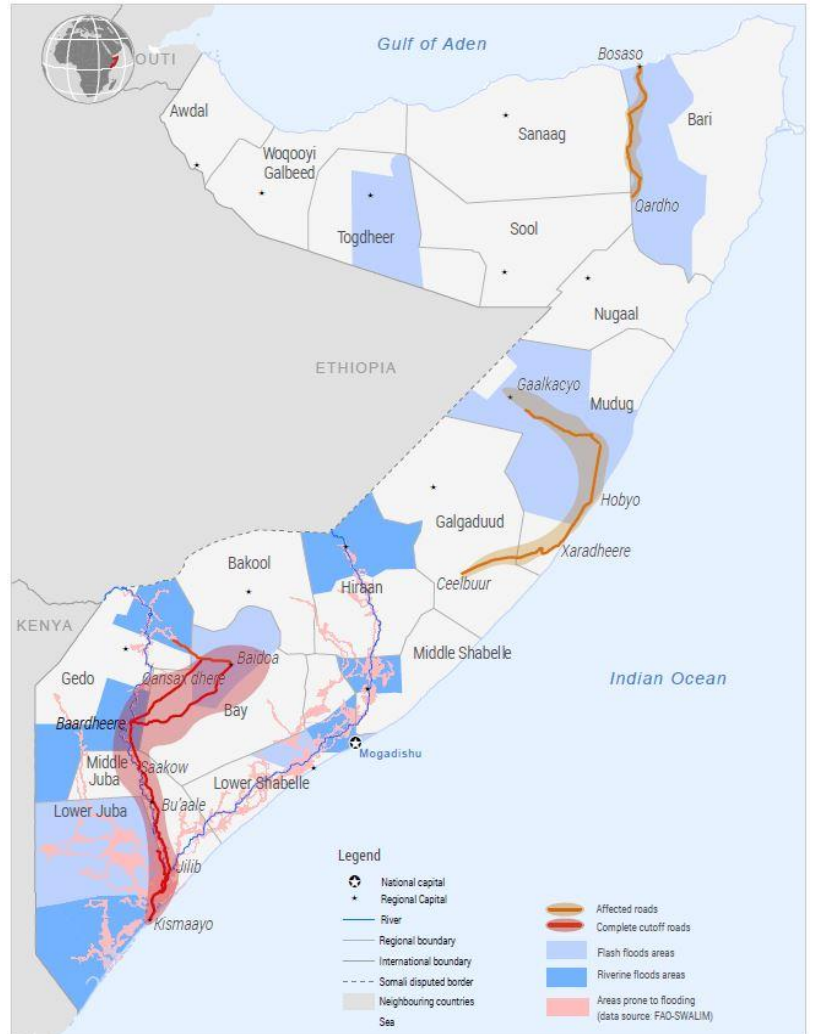 Gulf of Aden
OUTI
Bosaso
Awdal
Sanaag
Bari
Woqooyi
Galbeed
Qardho
Togdheer
Sool
Nugaal
ETHIOPIA
Gaalkacyo
Mudug
Hobyo
Galgaduud
Xaradheere
Bakool
Ceelbuur
Hiraan
KENYA
Middle Shabelle
Baidoa
Gedo
Qansax dhere
Indian Ocean
Bay
Baardheere
Mogadishu
Middle
Juba
Saakow
Lower Shabelle
Bu'aale
Lower Juba
Jilib
Kismaayo
Legend
National capital
Regional Capital
River
Regional boundary
International boundary
Somali disputed border
Neighbouring countries
Sea
Affected roads
Complete cutoff roads
Flash floods areas
Riverine floods areas
Areas prone to flooding
(data source: FAO-SWALIM)